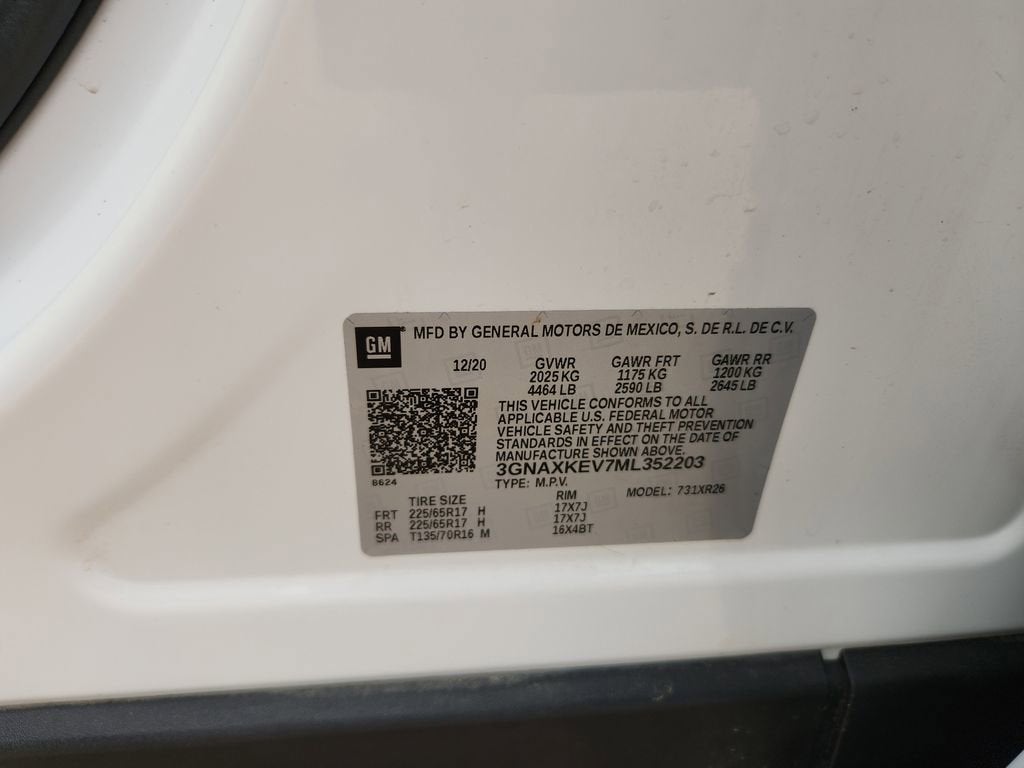 GM® MFD BY GENERAL MOTORS DE MEXICO, S. DE R.L. DE C.V.
12/20 GVWR GAWR FRT GAWR RR
2025 KG 1175 KG 1200 KG
4464 LB 2590 LB 2645 LB
THIS VEHICLE CONFORMS TO ALL
APPLICABLE U.S. FEDERAL MOTOR
VEHICLE SAFETY AND THEFT PREVENTION
STANDARDS IN EFFECT ON THE DATE OF
MANUFACTURE SHOWN ABOVE.
3GNAXKEV7ML352203
8624 TYPE: M.P.V. MODEL: 731XR26
TIRE SIZE RIM
FRT 225/65R17 H 17X7J
RR 225/65R17 H 17X7J
SPA T135/70R16 M 16X4BT